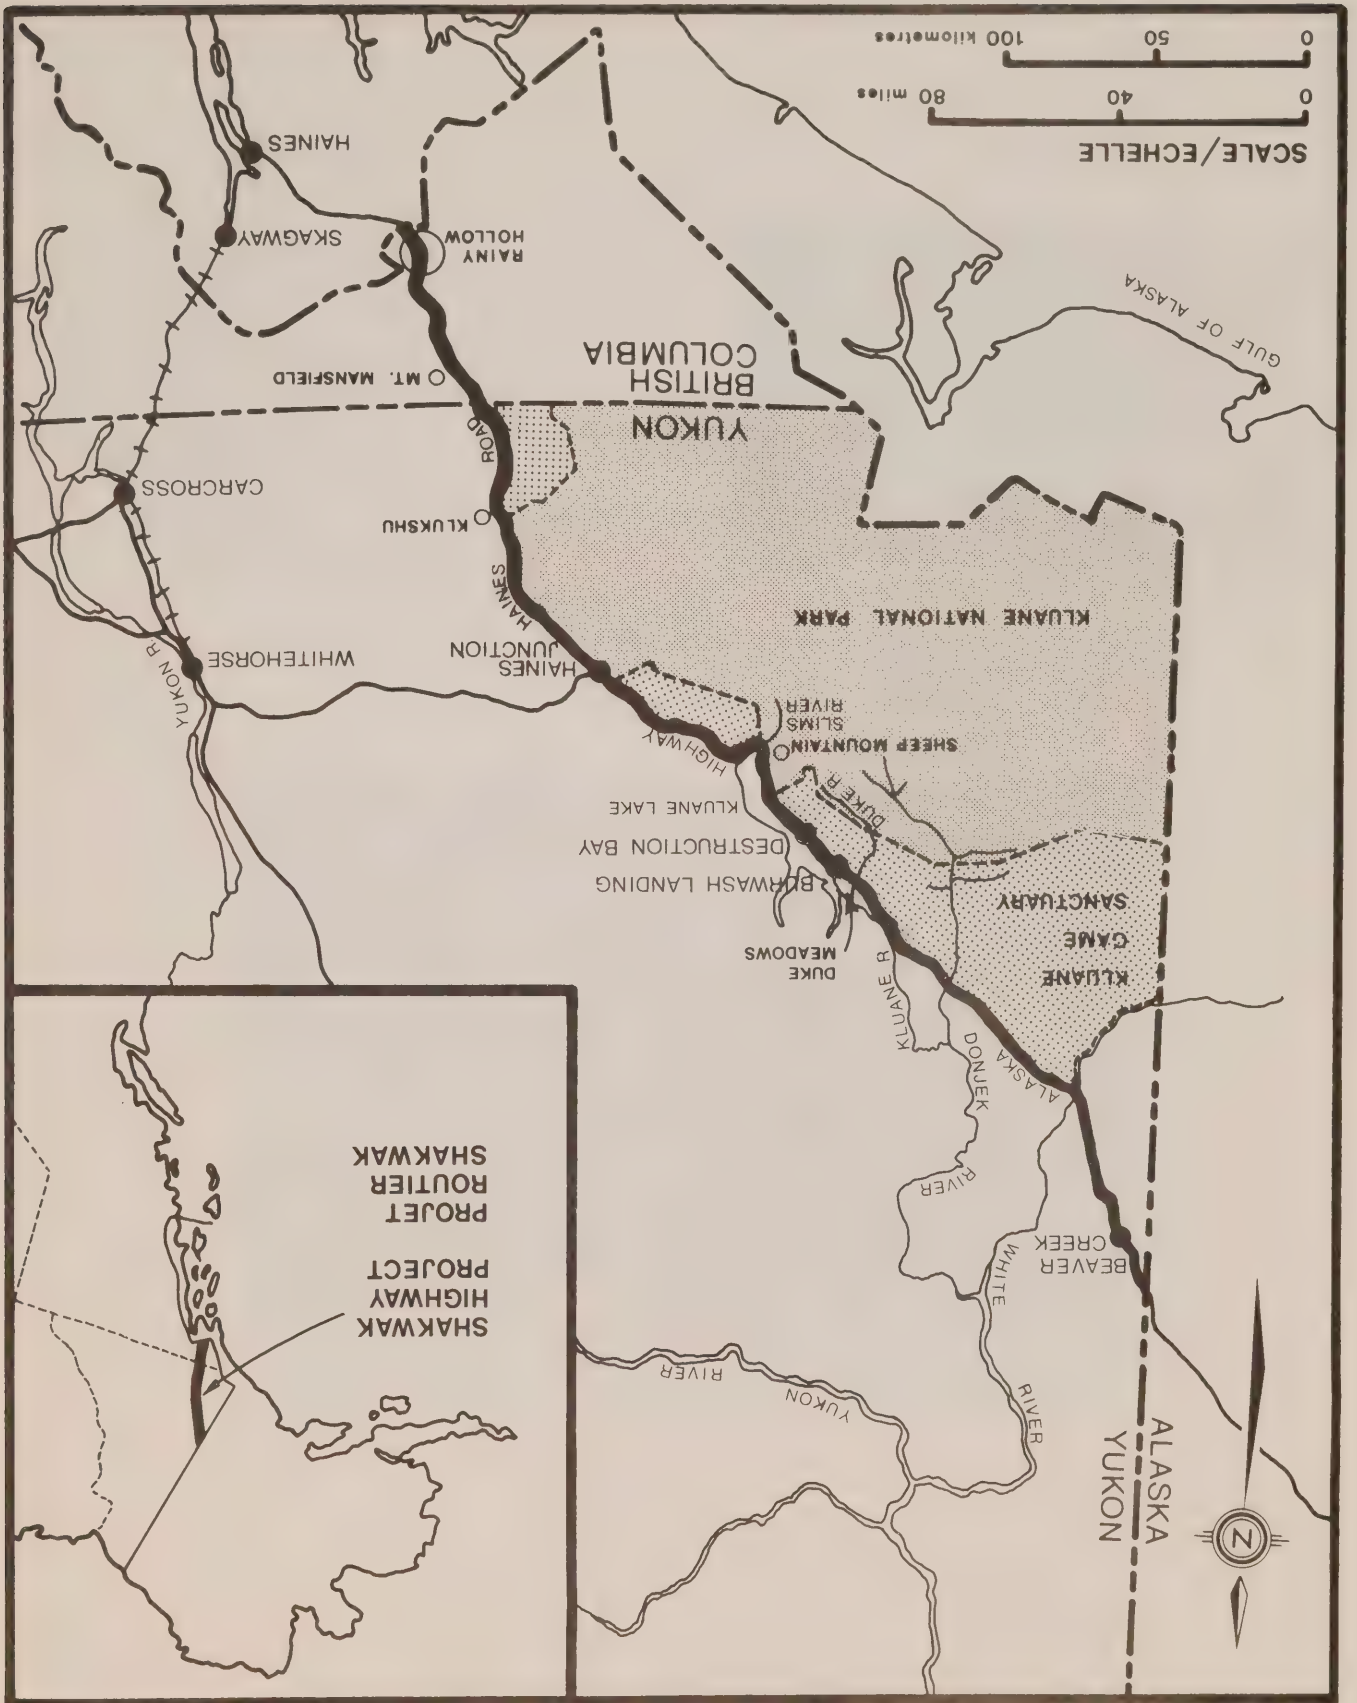 N
ALASKA
YUKON
RIVER
YUKON
RIVER
SHAKWAK
HIGHWAY
PROJECT
PROJET
ROUTIER
SHAKWAK
BEAVER
CREEK
WHITE
RIVER
DONJEK
ALASKA
KLUANE R
KLUANE
GAME
SANCTUARY
DUKE
MEADOWS
BURWASH LANDING
DESTRUCTION BAY
DUKE R.
KLUANE LAKE
SHEEP MOUNTAIN
SLIMS
RIVER
HIGHWAY
YUKON R.
HAINES
JUNCTION
WHITEHORSE
KLUANE NATIONAL PARK
HAINES
KLUKSHU
CARCROSS
ROAD
YUKON
BRITISH
COLUMBIA
MT. MANSFIELD
GULF OF ALASKA
RAINY
HOLLOW
SKAGWAY
HAINES
SCALE/ECHELLE
0 40 80 miles
0 50 100 kilometres